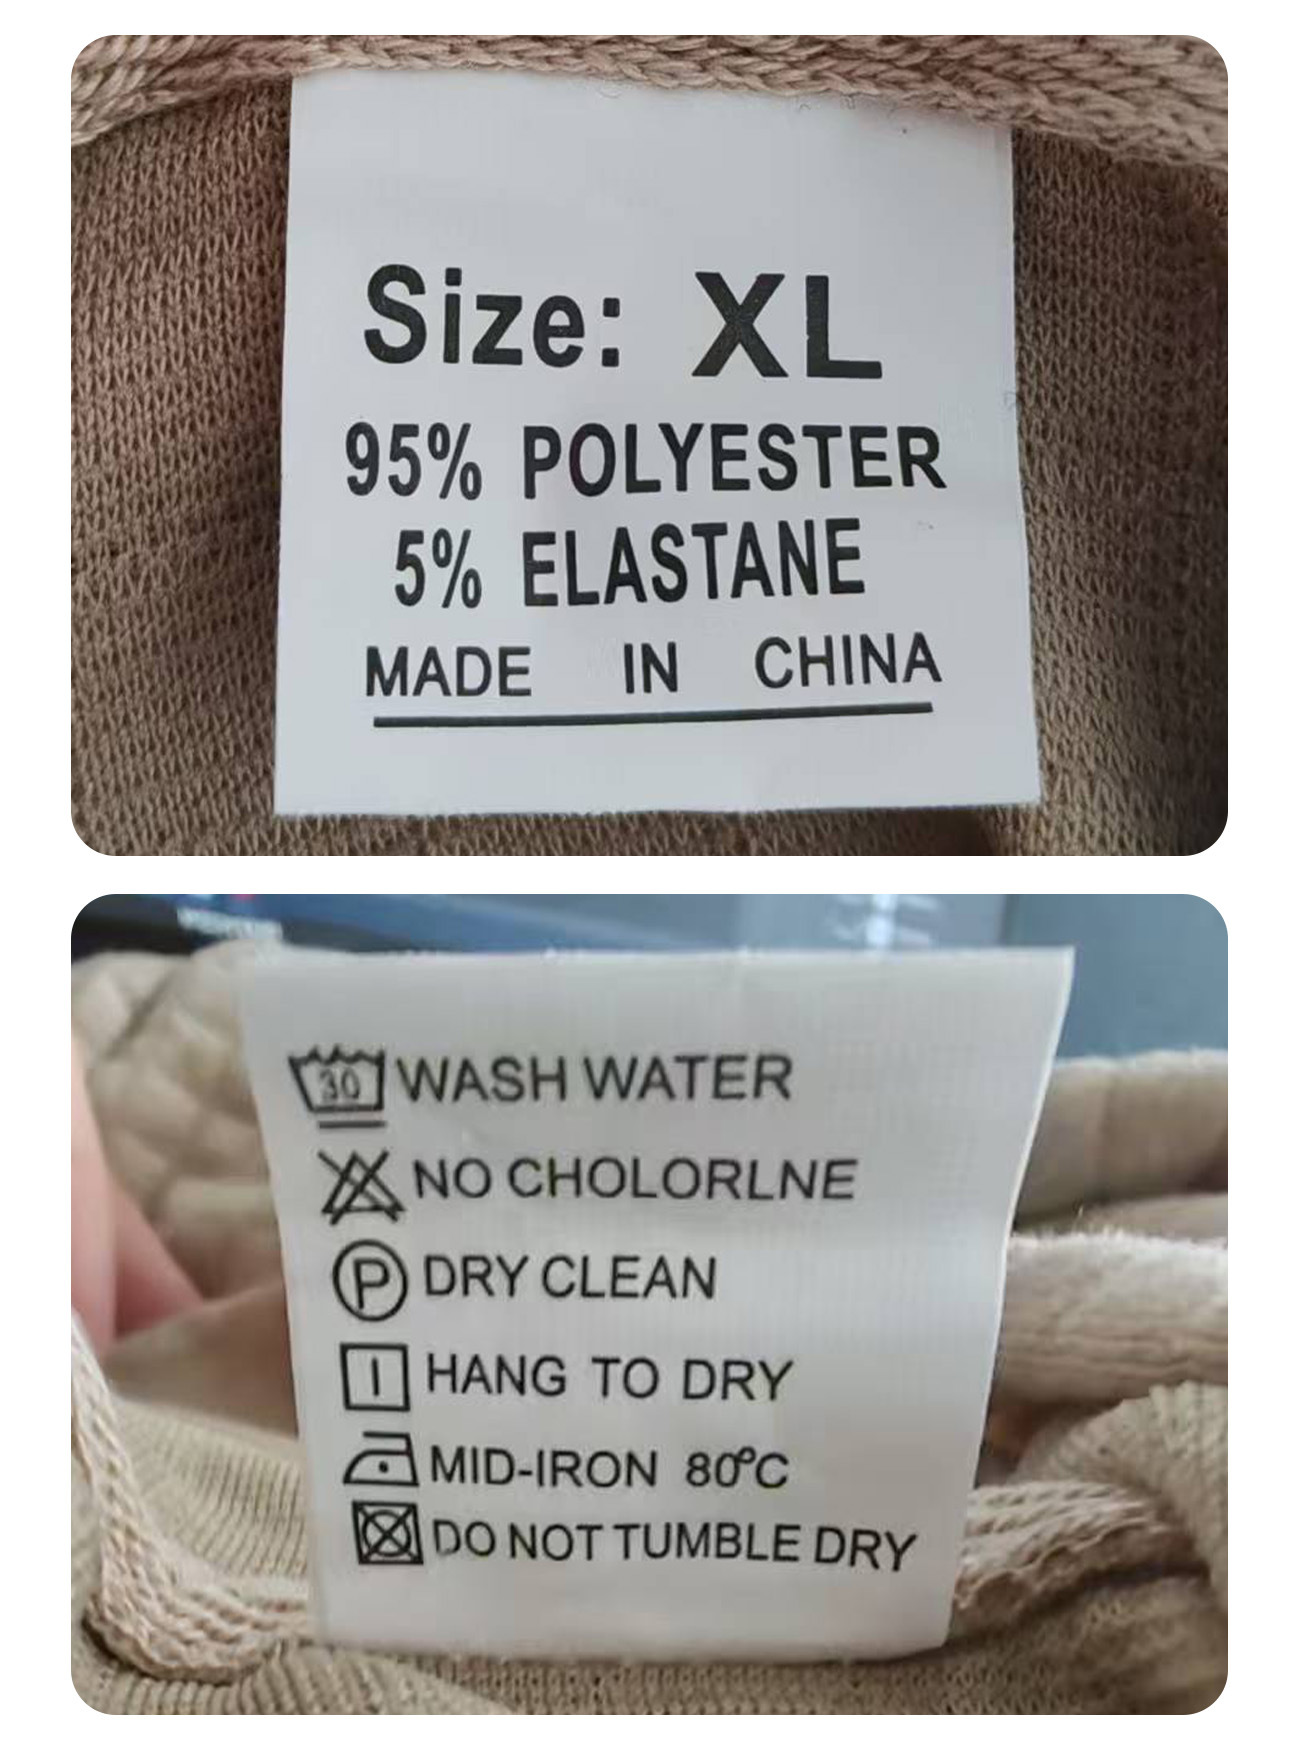 Size: XL
95% POLYESTER
5% ELASTANE
MADE IN CHINA
30 WASH WATER
NO CHOLORLNE
P DRY CLEAN
HANG TO DRY
MID-IRON 80°C
DO NOT TUMBLE DRY